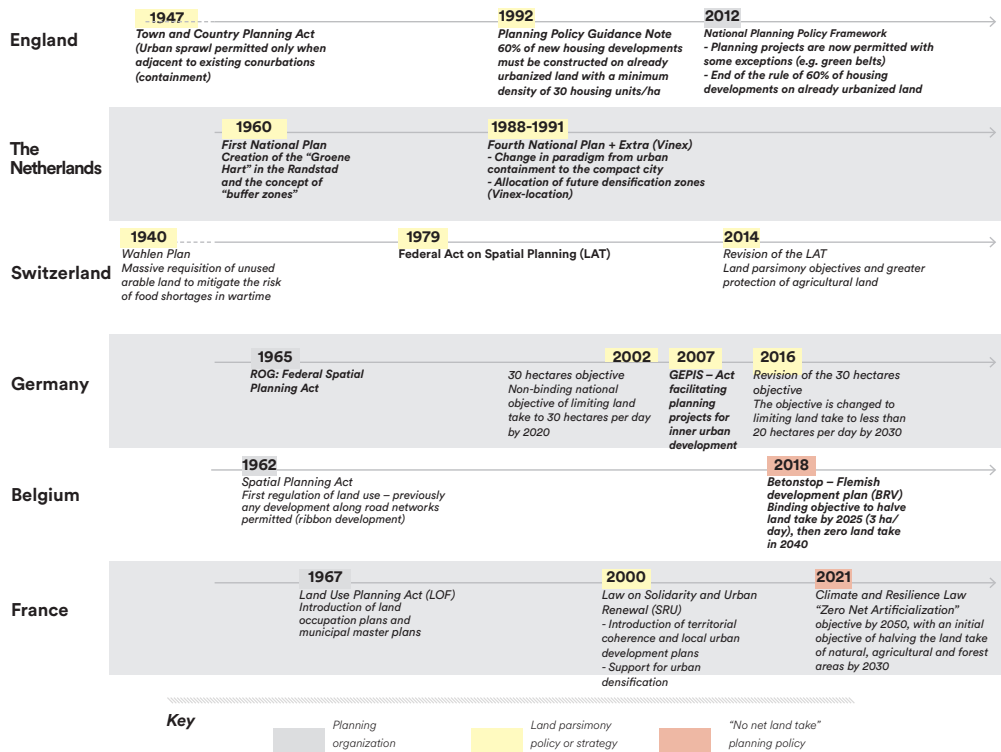 England
1947
Town and Country Planning Act
(Urban sprawl permitted only when
adjacent to existing conurbations
(containment)
1992
Planning Policy Guidance Note
60% of new housing developments
must be constructed on already
urbanized land with a minimum
density of 30 housing units/ha
2012
National Planning Policy Framework
- Planning projects are now permitted with
some exceptions (e.g. green belts)
- End of the rule of 60% of housing
developments on already urbanized land
The
Netherlands
1960
First National Plan
Creation of the “Groene
Hart” in the Randstad
and the concept of
“buffer zones”
1988-1991
Fourth National Plan + Extra (Vinex)
- Change in paradigm from urban
containment to the compact city
- Allocation of future densification zones
(Vinex-location)
Switzerland
1940
Wahlen Plan
Massive requisition of unused
arable land to mitigate the risk
of food shortages in wartime
1979
Federal Act on Spatial Planning (LAT)
2014
Revision of the LAT
Land parsimony objectives and greater
protection of agricultural land
Germany
1965
ROG: Federal Spatial
Planning Act
2002
30 hectares objective
Non-binding national
objective of limiting land
take to 30 hectares per day
by 2020
2007
GEPIS – Act
facilitating
planning
projects for
inner urban
development
2016
Revision of the 30 hectares
objective
The objective is changed to
limiting land take to less than
20 hectares per day by 2030
Belgium
1962
Spatial Planning Act
First regulation of land use – previously
any development along road networks
permitted (ribbon development)
2018
Betonstop – Flemish
development plan (BRV)
Binding objective to halve
land take by 2025 (3 ha/
day), then zero land take
in 2040
France
1967
Land Use Planning Act (LOF)
Introduction of land
occupation plans and
municipal master plans
2000
Law on Solidarity and Urban
Renewal (SRU)
- Introduction of territorial
coherence and local urban
development plans
- Support for urban
densification
2021
Climate and Resilience Law
“Zero Net Artificialization”
objective by 2050, with an initial
objective of halving the land take
of natural, agricultural and forest
areas by 2030
Key
Planning
organization
Land parsimony
policy or strategy
“No net land take”
planning policy